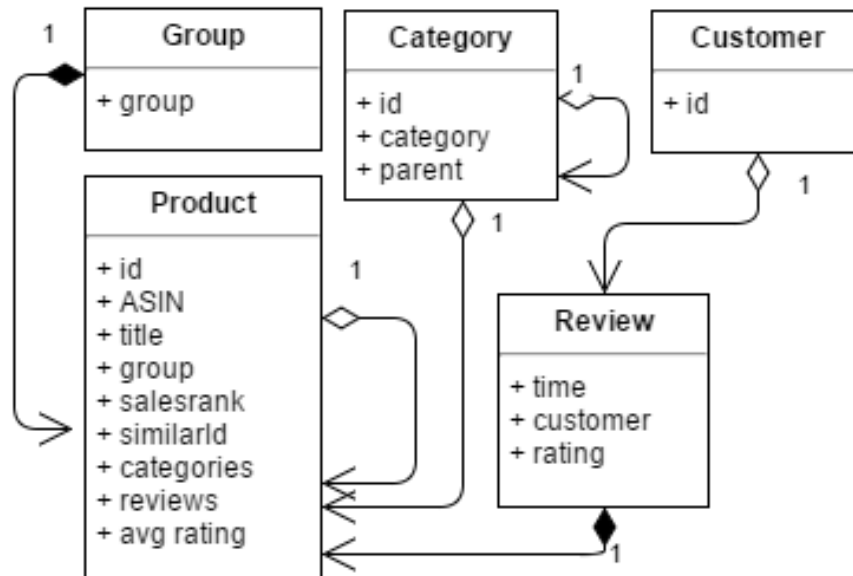 1
Group
+ group
Category
+ id
+ category
+ parent
1
Customer
+ id
1
Product
+ id
+ ASIN
+ title
+ group
+ salesrank
+ similarId
+ categories
+ reviews
+ avg rating
1
1
Review
+ time
+ customer
+ rating
1